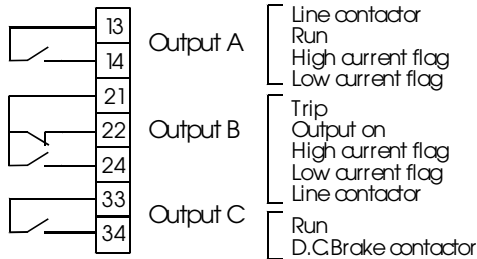 13
14
21
22
24
33
34
Output A
Output B
Output C
Line contactor
Run
High current flag
Low current flag
Trip
Output on
High current flag
Low current flag
Line contactor
Run
D.C.Brake contactor